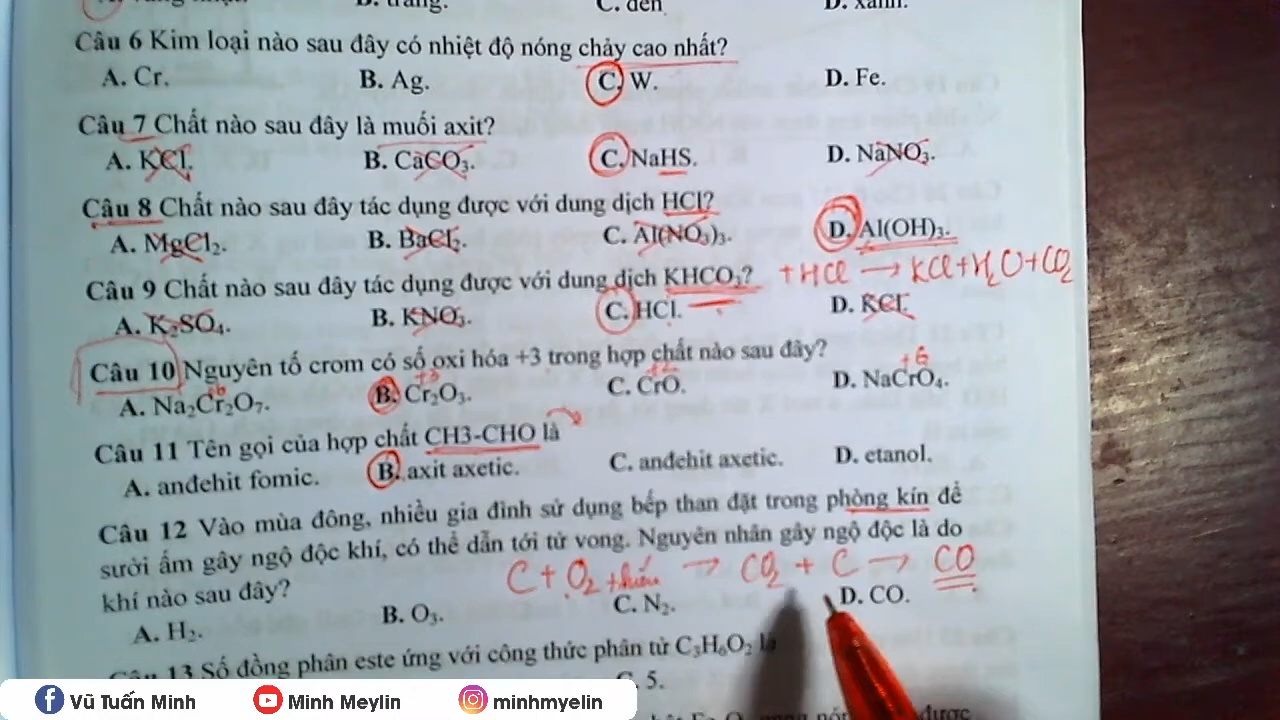 B. trắng. C. đen D. xanh.
Câu 6 Kim loại nào sau đây có nhiệt độ nóng chảy cao nhất?
A. Cr. B. Ag. C. W. D. Fe.
Câu 7 Chất nào sau đây là muối axit?
A. KCl. B. CaCO₃. C. NaHS. D. NaNO₃.
Câu 8 Chất nào sau đây tác dụng được với dung dịch HCl?
A. MgCl₂. B. BaCl₂. C. Al(NO₃)₃. D. Al(OH)₃.
Câu 9 Chất nào sau đây tác dụng được với dung dịch KHCO₃? + HCl → KCl + H₂O + CO₂
A. K₂SO₄. B. KNO₃. C. HCl. D. KCl.
Câu 10 Nguyên tố crom có số oxi hóa +3 trong hợp chất nào sau đây?
+6 +3 +2 +6
A. Na₂Cr₂O₇. B. Cr₂O₃. C. CrO. D. NaCrO₄.
Câu 11 Tên gọi của hợp chất CH3-CHO là
A. anđehit fomic. B. axit axetic. C. anđehit axetic. D. etanol.
Câu 12 Vào mùa đông, nhiều gia đình sử dụng bếp than đặt trong phòng kín để
sưởi ấm gây ngộ độc khí, có thể dẫn tới tử vong. Nguyên nhân gây ngộ độc là do
khí nào sau đây? C + O₂ thiếu → CO₂ + C → CO
A. H₂. B. O₃. C. N₂. D. CO.
Câu 13 Số đồng phân este ứng với công thức phân tử C₃H₆O₂ là
C. 5.
được
Vũ Tuấn Minh Minh Meylin minhmyelin